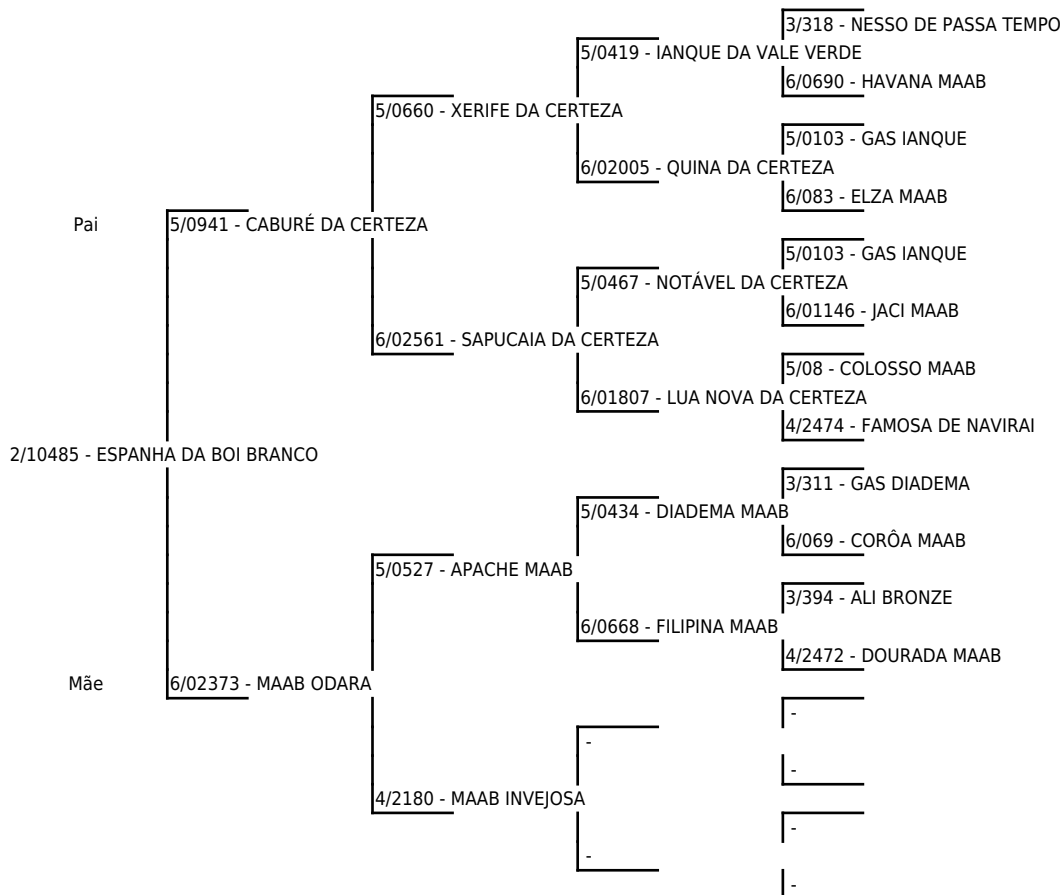 3/318 - NESSO DE PASSA TEMPO
5/0419 - IANQUE DA VALE VERDE
6/0690 - HAVANA MAAB
5/0660 - XERIFE DA CERTEZA
5/0103 - GAS IANQUE
6/02005 - QUINA DA CERTEZA
6/083 - ELZA MAAB
Pai
5/0941 - CABURÉ DA CERTEZA
5/0103 - GAS IANQUE
5/0467 - NOTÁVEL DA CERTEZA
6/01146 - JACI MAAB
6/02561 - SAPUCAIA DA CERTEZA
5/08 - COLOSSO MAAB
6/01807 - LUA NOVA DA CERTEZA
4/2474 - FAMOSA DE NAVIRAI
2/10485 - ESPANHA DA BOI BRANCO
3/311 - GAS DIADEMA
5/0434 - DIADEMA MAAB
6/069 - CORÔA MAAB
5/0527 - APACHE MAAB
3/394 - ALI BRONZE
6/0668 - FILIPINA MAAB
4/2472 - DOURADA MAAB
Mãe
6/02373 - MAAB ODARA
-
-
-
4/2180 - MAAB INVEJOSA
-
-
-